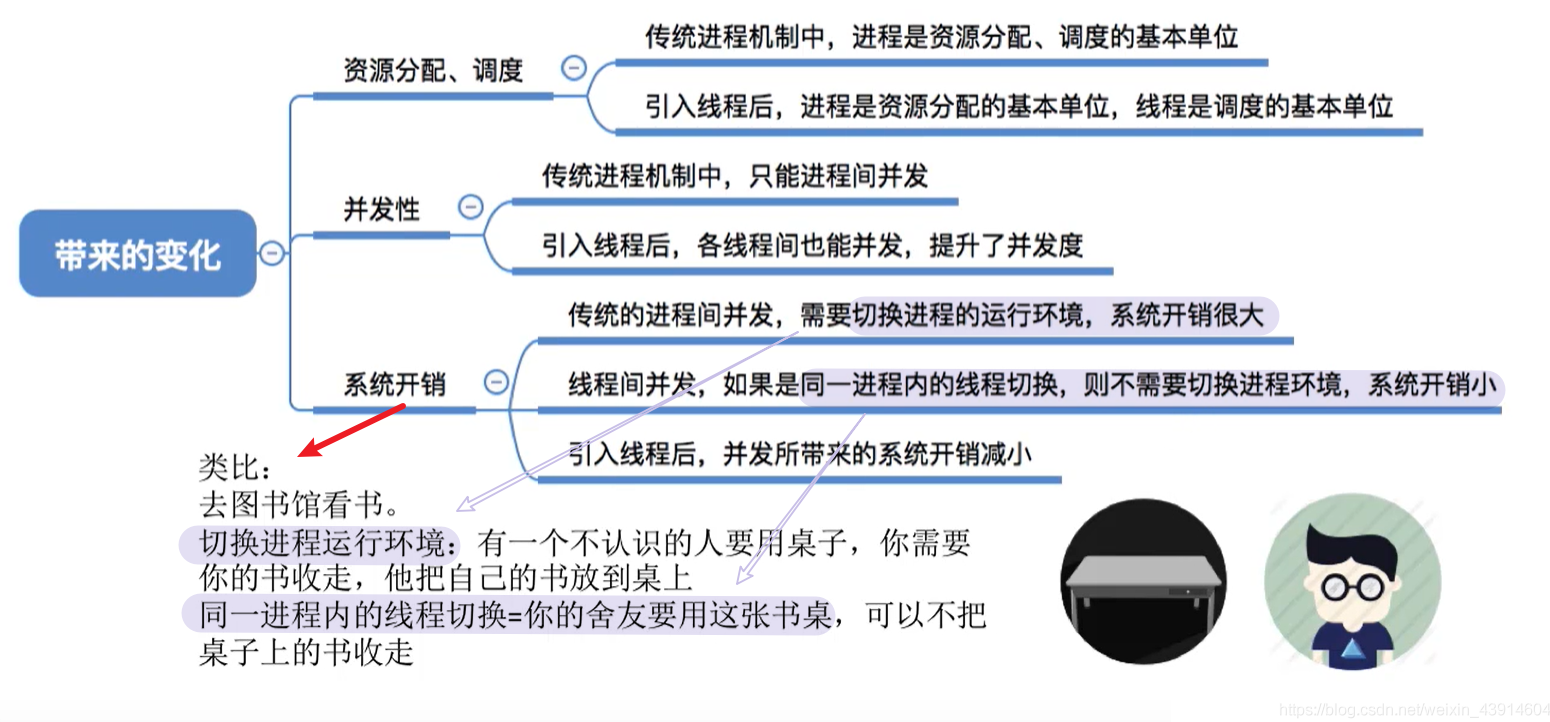 传统进程机制中，进程是资源分配、调度的基本单位
资源分配、调度
引入线程后，进程是资源分配的基本单位，线程是调度的基本单位
传统进程机制中，只能进程间并发
并发性
引入线程后，各线程间也能并发，提升了并发度
带来的变化
传统的进程间并发，需要切换进程的运行环境，系统开销很大
系统开销
线程间并发，如果是同一进程内的线程切换，则不需要切换进程环境，系统开销小
引入线程后，并发所带来的系统开销减小
类比：
去图书馆看书。
切换进程运行环境：有一个不认识的人要用桌子，你需要
你的书收走，他把自己的书放到桌上
同一进程内的线程切换=你的舍友要用这张书桌，可以不把
桌子上的书收走
https://blog.csdn.net/weixin_43914604